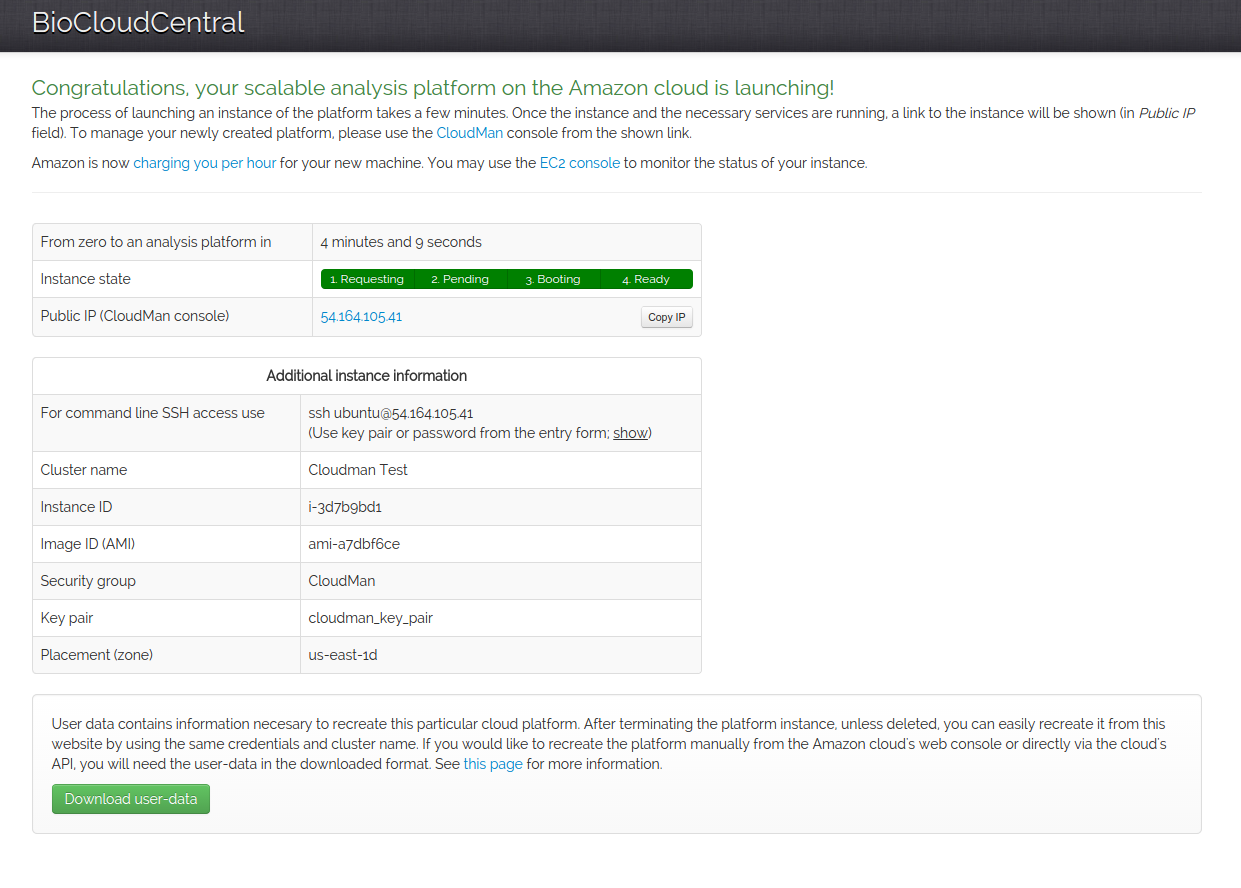 BioCloudCentral
Congratulations, your scalable analysis platform on the Amazon cloud is launching!
The process of launching an instance of the platform takes a few minutes. Once the instance and the necessary services are running, a link to the instance will be shown (in Public IP
field). To manage your newly created platform, please use the CloudMan console from the shown link.
Amazon is now charging you per hour for your new machine. You may use the EC2 console to monitor the status of your instance.
From zero to an analysis platform in 4 minutes and 9 seconds
Instance state 1. Requesting 2. Pending 3. Booting 4. Ready
Public IP (CloudMan console) 54.164.105.41 Copy IP
Additional instance information
For command line SSH access use ssh ubuntu@54.164.105.41
(Use key pair or password from the entry form; show)
Cluster name Cloudman Test
Instance ID i-3d7b9bd1
Image ID (AMI) ami-a7dbf6ce
Security group CloudMan
Key pair cloudman_key_pair
Placement (zone) us-east-1d
User data contains information necesary to recreate this particular cloud platform. After terminating the platform instance, unless deleted, you can easily recreate it from this
website by using the same credentials and cluster name. If you would like to recreate the platform manually from the Amazon cloud's web console or directly via the cloud's
API, you will need the user-data in the downloaded format. See this page for more information.
Download user-data